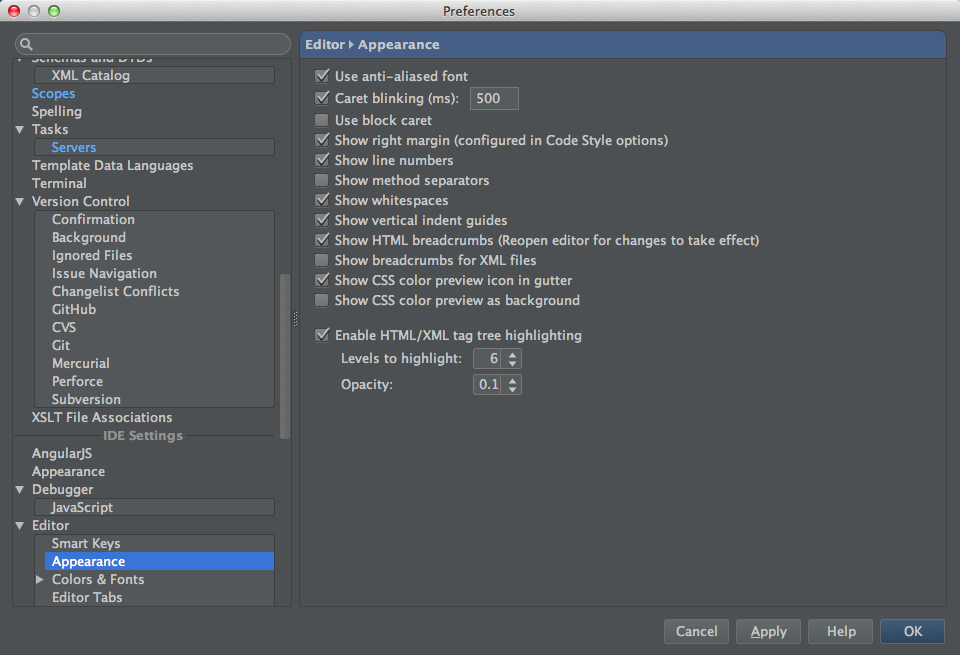 Preferences
Schemas and DTDs
XML Catalog
Scopes
Spelling
Tasks
Servers
Template Data Languages
Terminal
Version Control
Confirmation
Background
Ignored Files
Issue Navigation
Changelist Conflicts
GitHub
CVS
Git
Mercurial
Perforce
Subversion
XSLT File Associations
IDE Settings
AngularJS
Appearance
Debugger
JavaScript
Editor
Smart Keys
Appearance
Colors & Fonts
Editor Tabs
Editor Appearance
Use anti-aliased font
Caret blinking (ms): 500
Use block caret
Show right margin (configured in Code Style options)
Show line numbers
Show method separators
Show whitespaces
Show vertical indent guides
Show HTML breadcrumbs (Reopen editor for changes to take effect)
Show breadcrumbs for XML files
Show CSS color preview icon in gutter
Show CSS color preview as background
Enable HTML/XML tag tree highlighting
Levels to highlight: 6
Opacity: 0.1
Cancel Apply Help OK